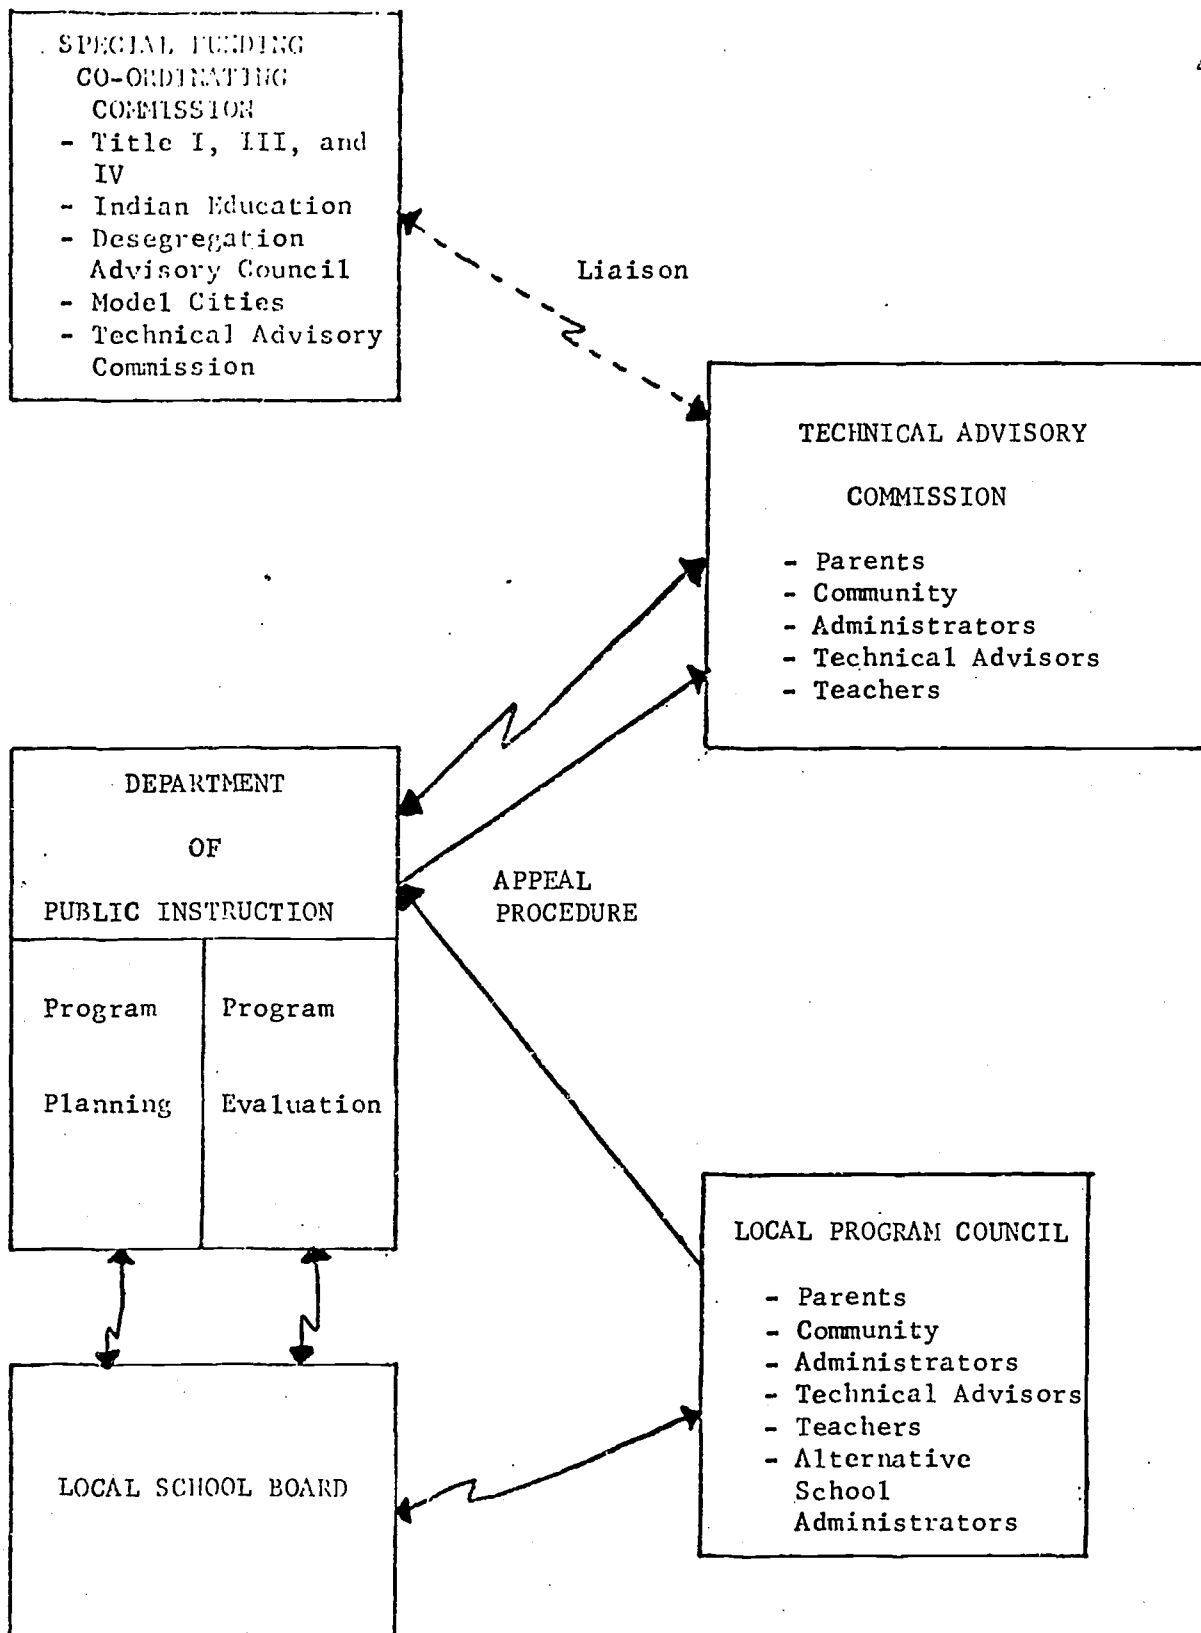 SPECIAL FUNDING
CO-ORDINATING
COMMISSION
- Title I, III, and
IV
- Indian Education
- Desegregation
Advisory Council
- Model Cities
- Technical Advisory
Commission
Liaison
TECHNICAL ADVISORY
COMMISSION
- Parents
- Community
- Administrators
- Technical Advisors
- Teachers
DEPARTMENT
OF
PUBLIC INSTRUCTION
Program
Planning
Program
Evaluation
APPEAL
PROCEDURE
LOCAL PROGRAM COUNCIL
- Parents
- Community
- Administrators
- Technical Advisors
- Teachers
- Alternative
School
Administrators
LOCAL SCHOOL BOARD